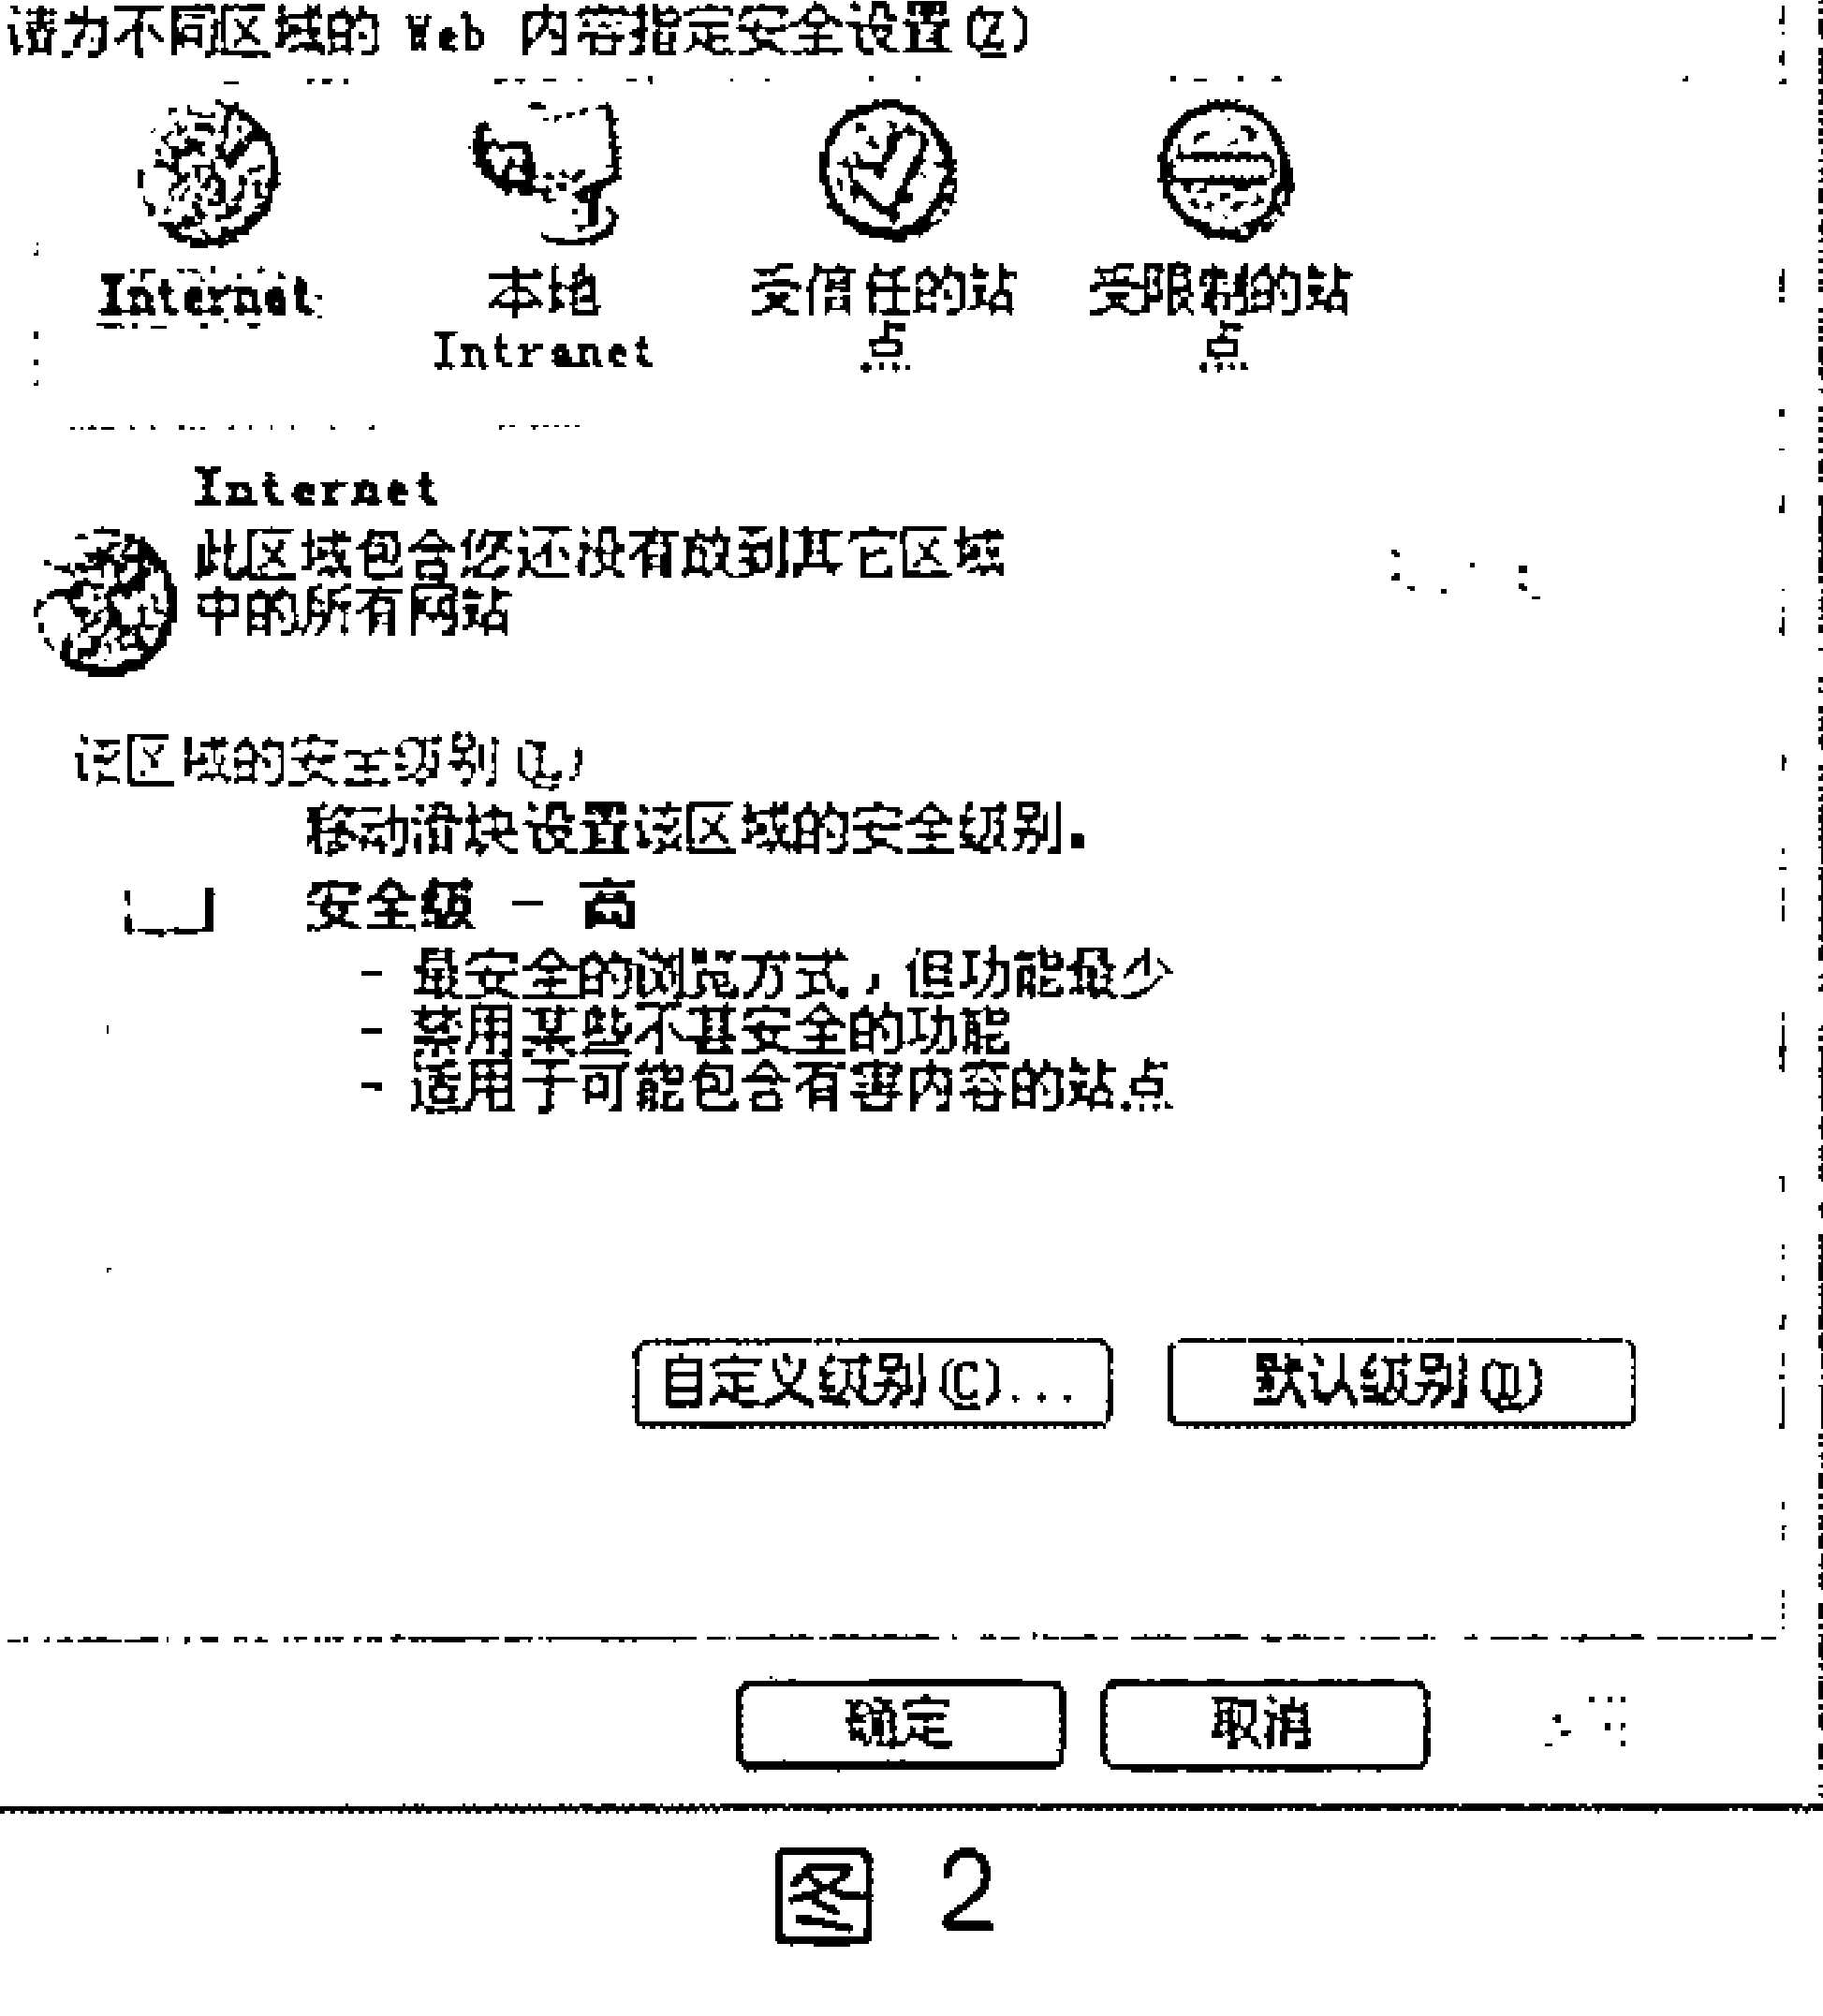 请为不同区域的 Web 内容指定安全设置(Z)
Internet
本地
Intranet
受信任的站
点
受限制的站
点
Internet
此区域包含您还没有放到其它区域
中的所有网站
该区域的安全级别(L)
移动滑块设置该区域的安全级别。
安全级 - 高
- 最安全的浏览方式，但功能最少
- 禁用某些不甚安全的功能
- 适用于可能包含有害内容的站点
自定义级别(C)...
默认级别(D)
确定
取消
图 2